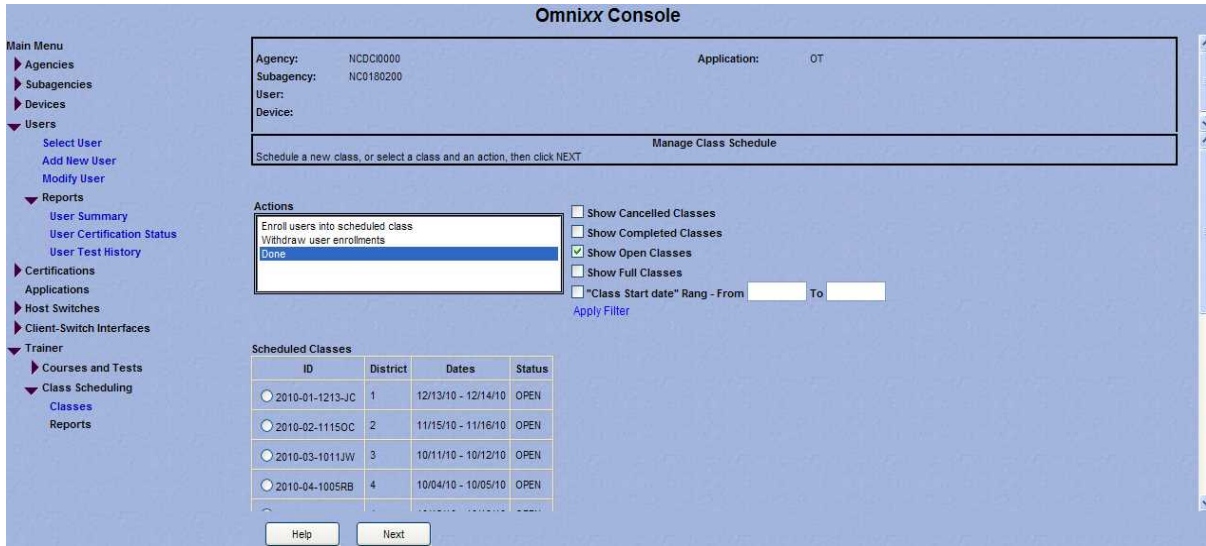 Omnixx Console
Main Menu
Agencies
Subagencies
Devices
Users
Select User
Add New User
Modify User
Reports
User Summary
User Certification Status
User Test History
Certifications
Applications
Host Switches
Client-Switch Interfaces
Trainer
Courses and Tests
Class Scheduling
Classes
Reports
Agency: NCDCI0000 Application: OT
Subagency: NC0180200
User:
Device:
Manage Class Schedule
Schedule a new class, or select a class and an action, then click NEXT
Actions
Enroll users into scheduled class
Withdraw user enrollments
Done
Show Cancelled Classes
Show Completed Classes
Show Open Classes
Show Full Classes
"Class Start date" Rang - From To
Apply Filter
Scheduled Classes
ID District Dates Status
2010-01-1213-JC 1 12/13/10 - 12/14/10 OPEN
2010-02-1115OC 2 11/15/10 - 11/16/10 OPEN
2010-03-1011JW 3 10/11/10 - 10/12/10 OPEN
2010-04-1005RB 4 10/04/10 - 10/05/10 OPEN
Help Next